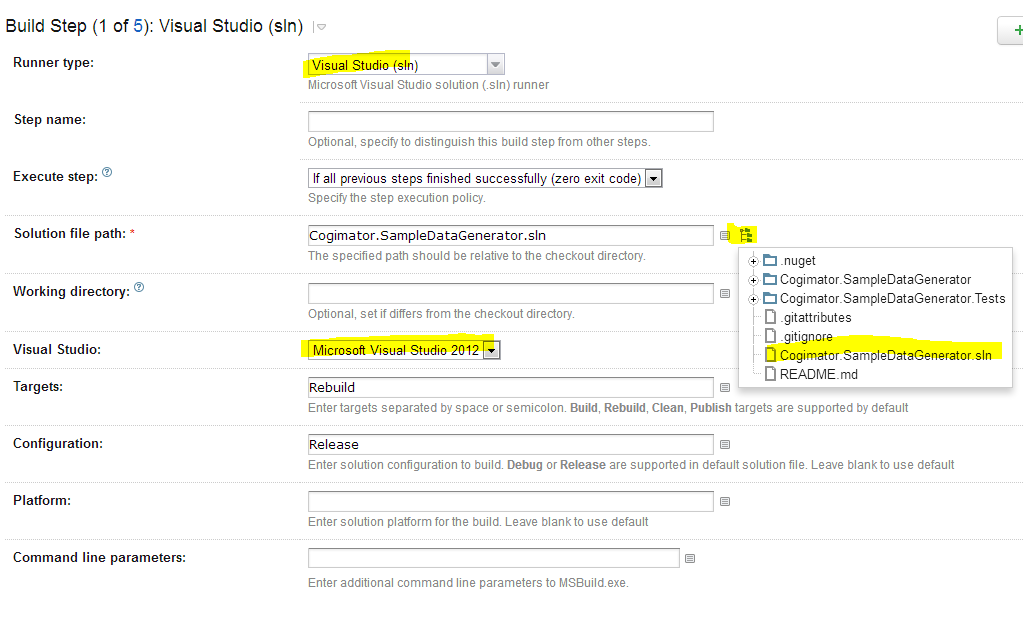 Build Step (1 of 5): Visual Studio (sln)
Runner type:
Visual Studio (sln)
Microsoft Visual Studio solution (.sln) runner
Step name:
Optional, specify to distinguish this build step from other steps.
Execute step:
If all previous steps finished successfully (zero exit code)
Specify the step execution policy.
Solution file path: *
Cogimator.SampleDataGenerator.sln
The specified path should be relative to the checkout directory.
.nuget
Cogimator.SampleDataGenerator
Cogimator.SampleDataGenerator.Tests
.gitattributes
.gitignore
Cogimator.SampleDataGenerator.sln
README.md
Working directory:
Optional, set if differs from the checkout directory.
Visual Studio:
Microsoft Visual Studio 2012
Targets:
Rebuild
Enter targets separated by space or semicolon. Build, Rebuild, Clean, Publish targets are supported by default
Configuration:
Release
Enter solution configuration to build. Debug or Release are supported in default solution file. Leave blank to use default
Platform:
Enter solution platform for the build. Leave blank to use default
Command line parameters:
Enter additional command line parameters to MSBuild.exe.